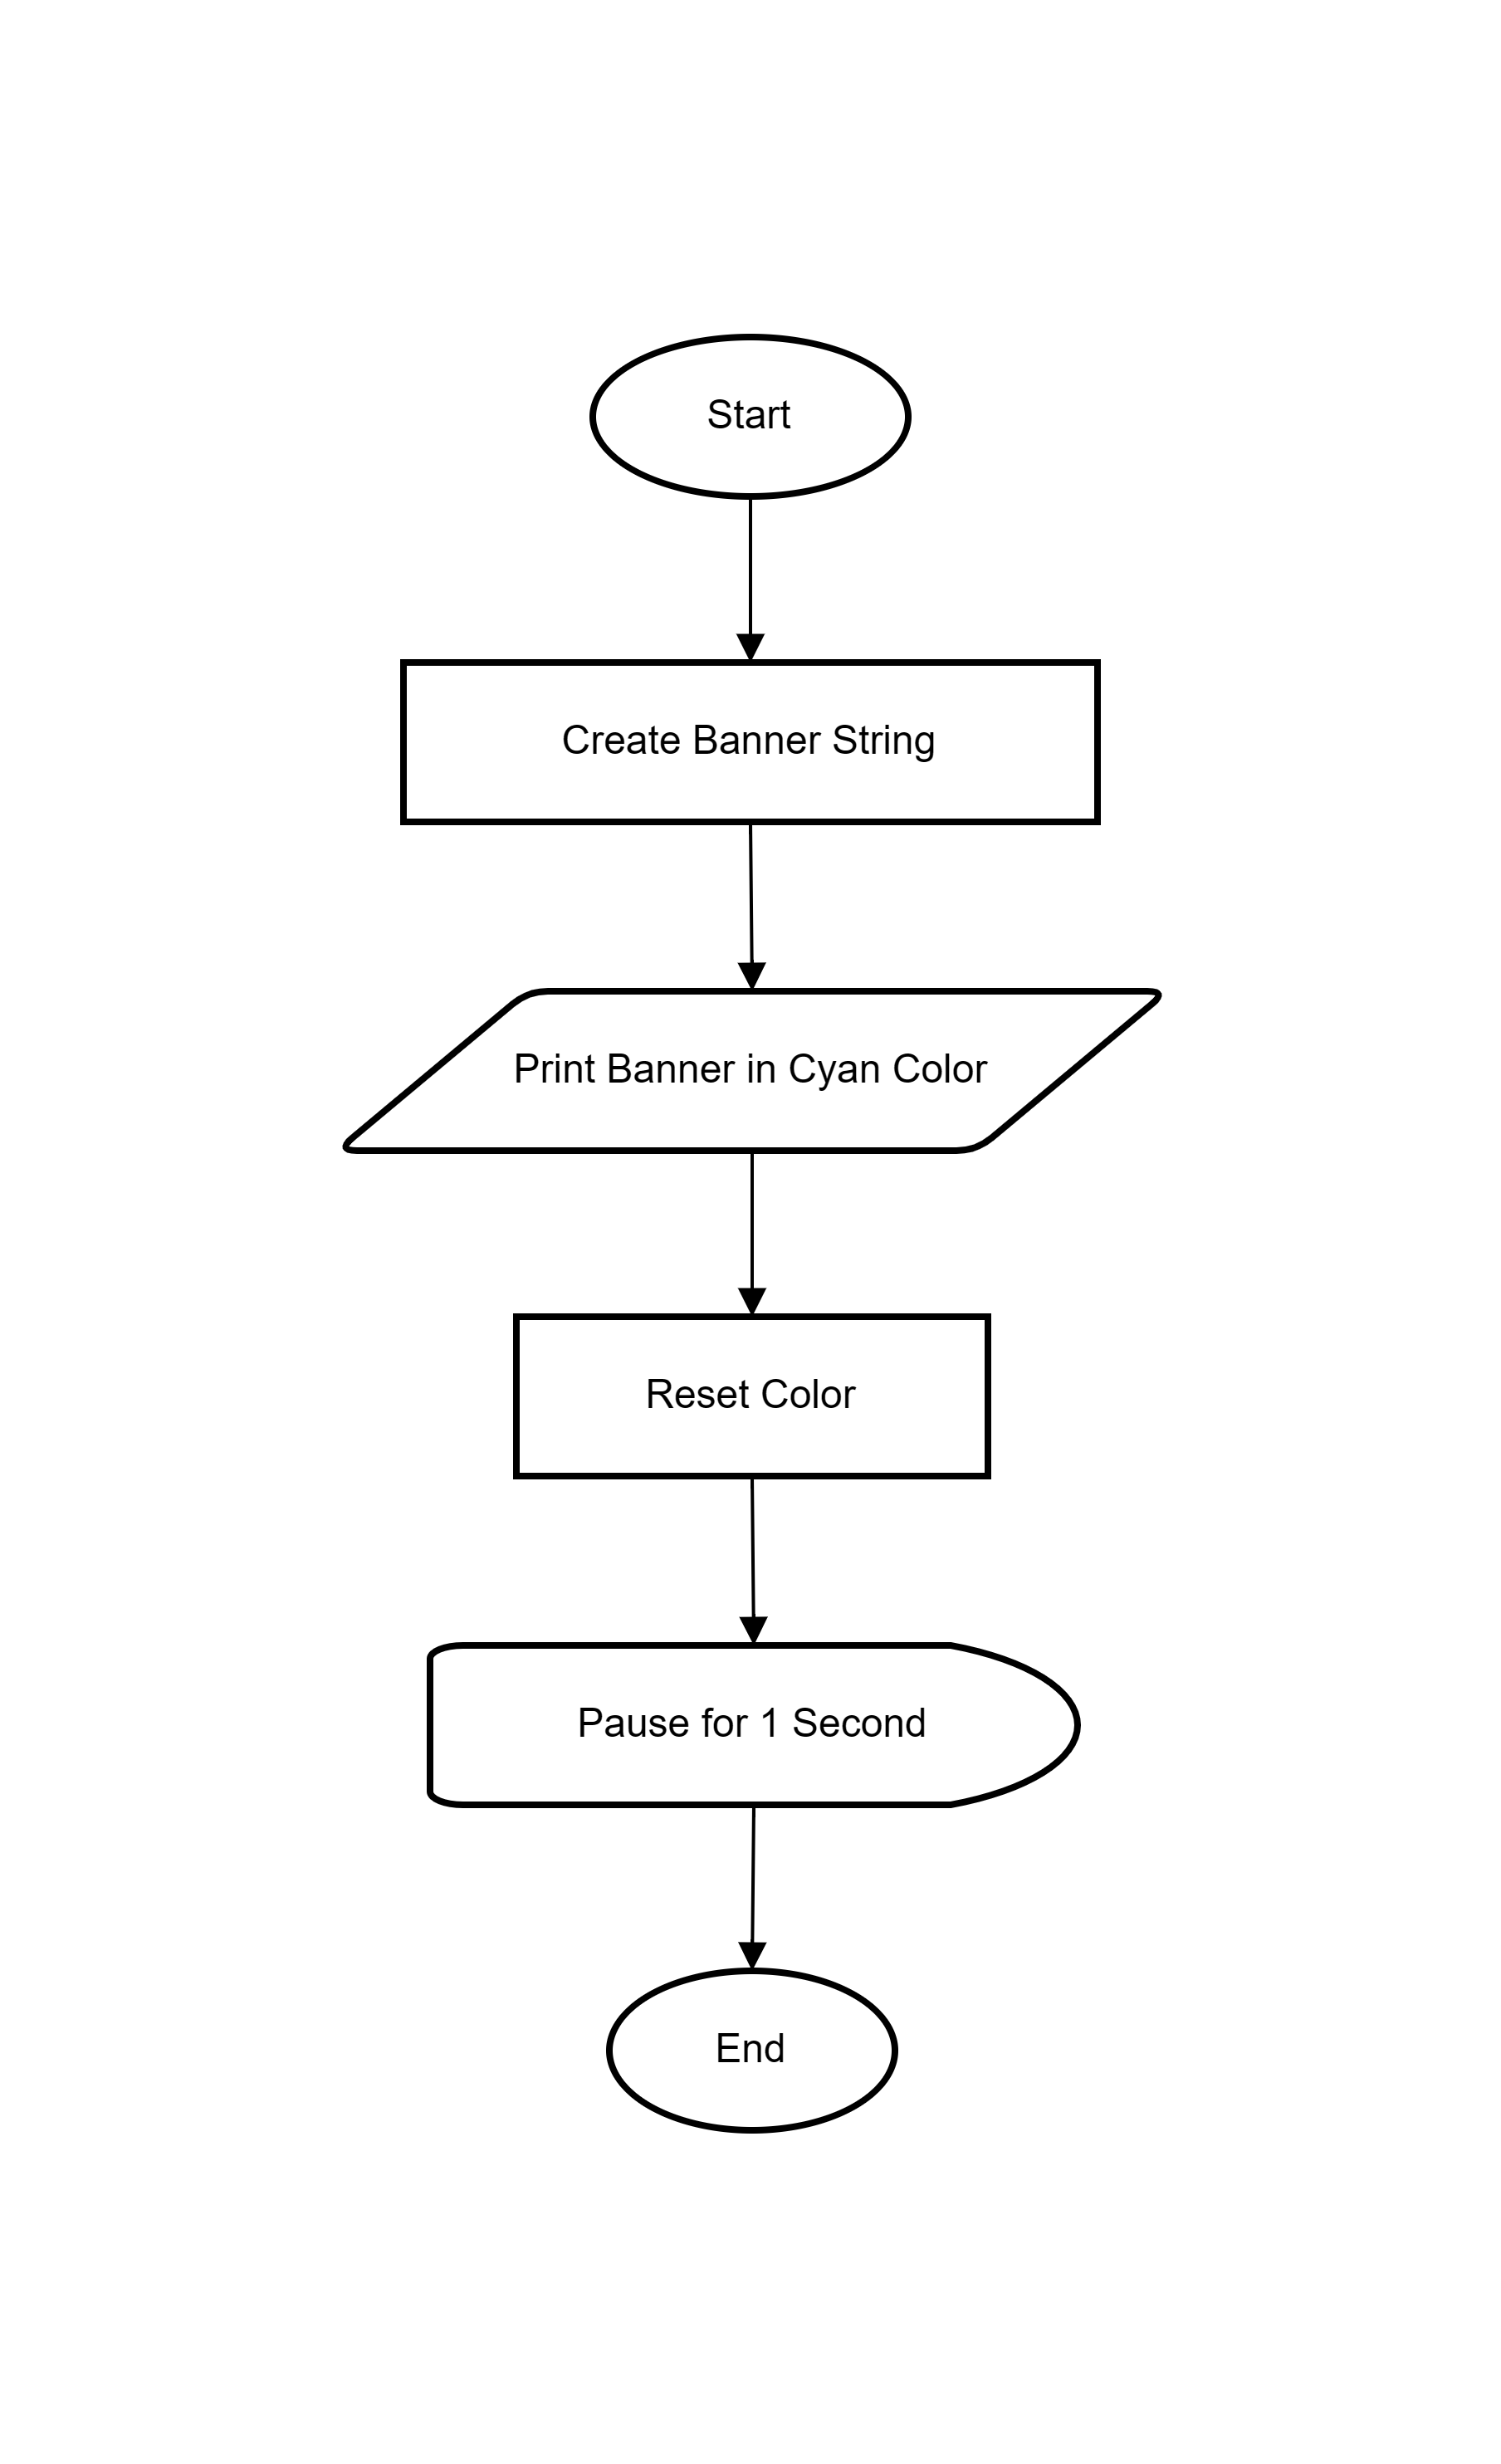 Start
Create Banner String
Print Banner in Cyan Color
Reset Color
Pause for 1 Second
End